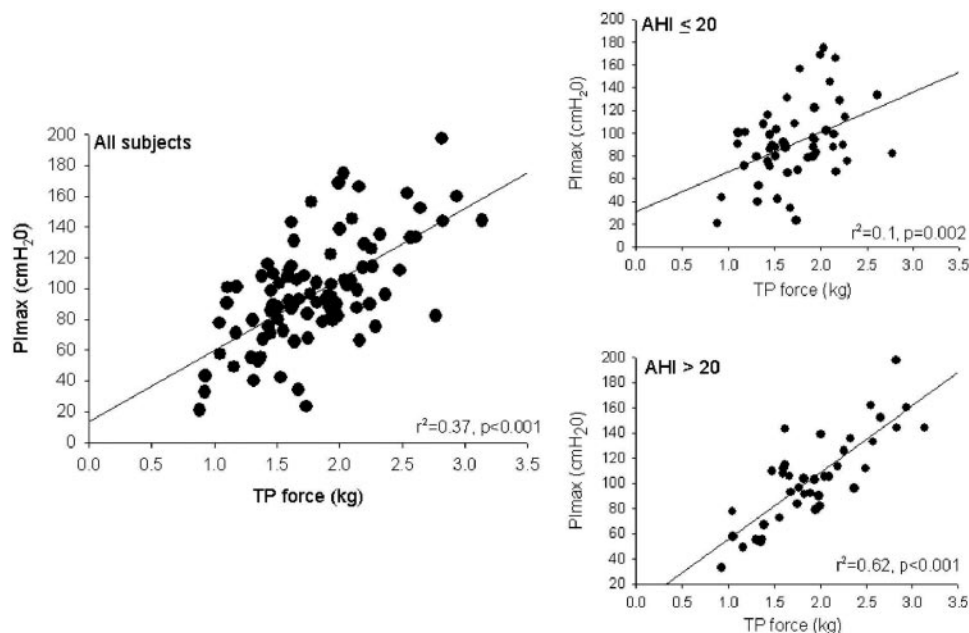 All subjects
PImax (cmH₂0)
200
180
160
140
120
100
80
60
40
20
0
0.0 0.5 1.0 1.5 2.0 2.5 3.0 3.5
TP force (kg)
r²=0.37, p<0.001
AHI ≤ 20
PImax (cmH₂0)
200
180
160
140
120
100
80
60
40
20
0
0.0 0.5 1.0 1.5 2.0 2.5 3.0 3.5
TP force (kg)
r²=0.1, p=0.002
AHI > 20
PImax (cmH₂0)
200
180
160
140
120
100
80
60
40
20
0.0 0.5 1.0 1.5 2.0 2.5 3.0 3.5
TP force (kg)
r²=0.62, p<0.001